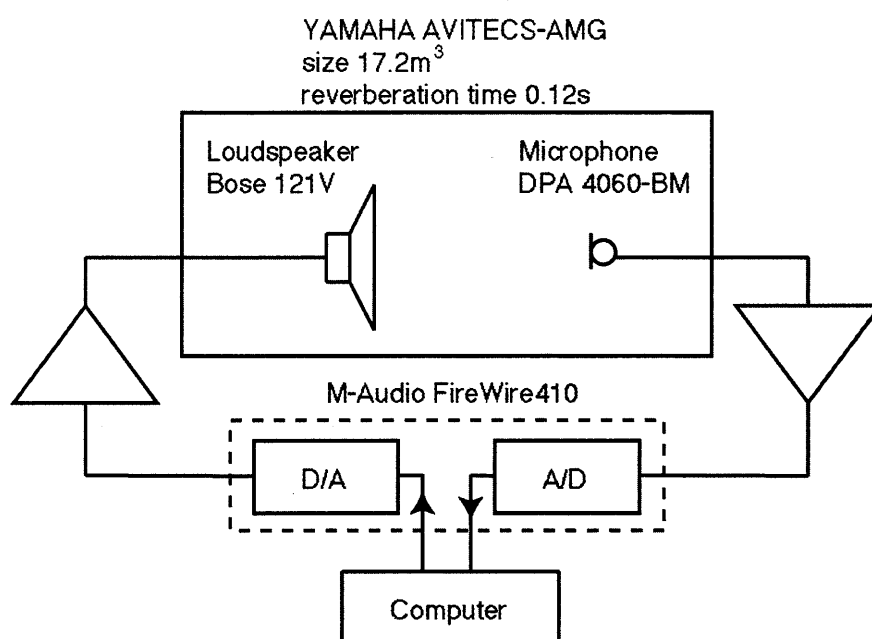 YAMAHA AVITECS-AMG
size 17.2m³
reverberation time 0.12s
Loudspeaker
Bose 121V
Microphone
DPA 4060-BM
M-Audio FireWire410
D/A
A/D
Computer